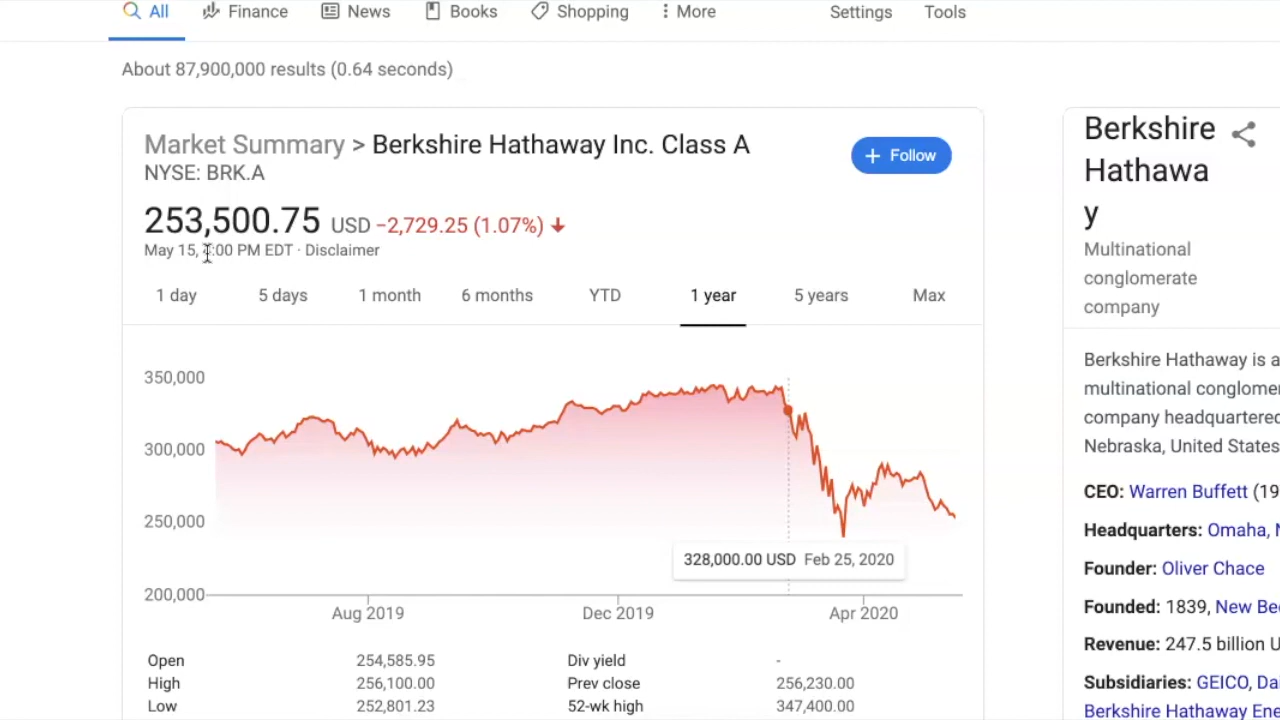 All Finance News Books Shopping More Settings Tools
About 87,900,000 results (0.64 seconds)
Market Summary > Berkshire Hathaway Inc. Class A
NYSE: BRK.A
+ Follow
253,500.75 USD −2,729.25 (1.07%)
May 15, :00 PM EDT · Disclaimer
1 day 5 days 1 month 6 months YTD 1 year 5 years Max
350,000
300,000
250,000
200,000
328,000.00 USD Feb 25, 2020
Aug 2019 Dec 2019 Apr 2020
Open 254,585.95 Div yield -
High 256,100.00 Prev close 256,230.00
Low 252,801.23 52-wk high 347,400.00
Berkshire
Hathawa
y
Multinational
conglomerate
company
Berkshire Hathaway is a
multinational conglomer
company headquartered
Nebraska, United States
CEO: Warren Buffett (19
Headquarters: Omaha, N
Founder: Oliver Chace
Founded: 1839, New Be
Revenue: 247.5 billion U
Subsidiaries: GEICO, Dai
Berkshire Hathaway Ene